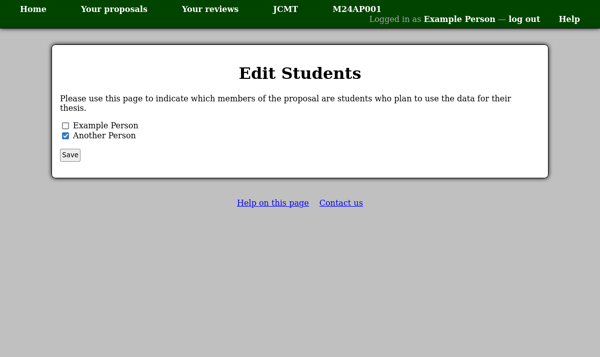 Home Your proposals Your reviews JCMT M24AP001
Logged in as Example Person — log out Help
Edit Students
Please use this page to indicate which members of the proposal are students who plan to use the data for their
thesis.
Example Person
Another Person
Save
Help on this page Contact us